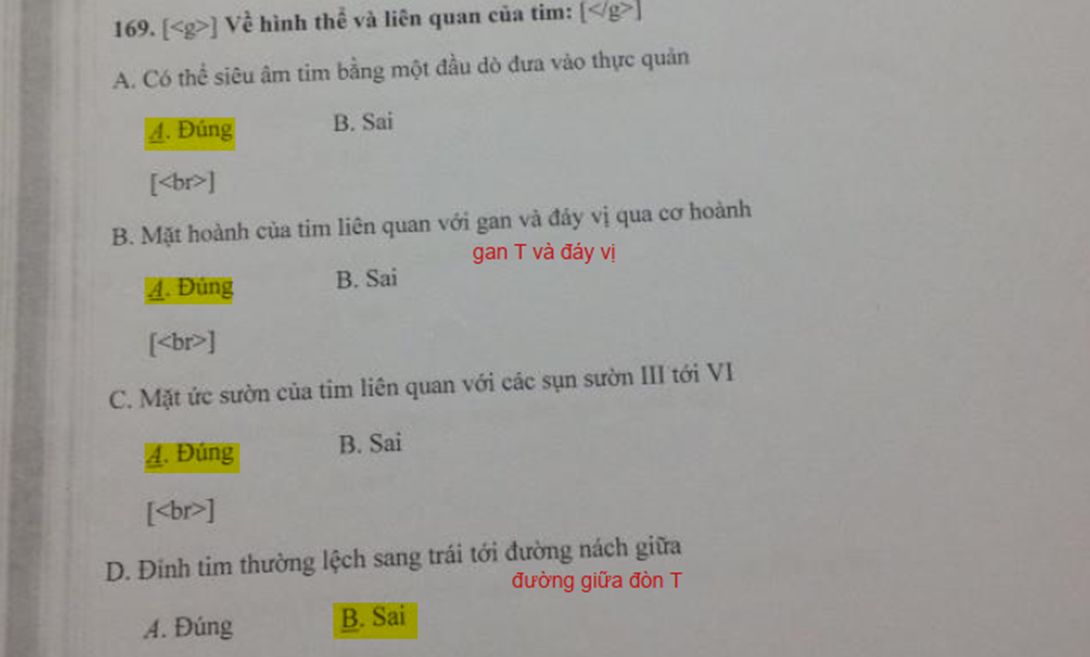 169. [<g>] Về hình thể và liên quan của tim: [</g>]
A. Có thể siêu âm tim bằng một đầu dò đưa vào thực quản
A. Đúng B. Sai
[<br>]
B. Mặt hoành của tim liên quan với gan và đáy vị qua cơ hoành
gan T và đáy vị
A. Đúng B. Sai
[<br>]
C. Mặt ức sườn của tim liên quan với các sụn sườn III tới VI
A. Đúng B. Sai
[<br>]
D. Đỉnh tim thường lệch sang trái tới đường nách giữa
đường giữa đòn T
A. Đúng B. Sai